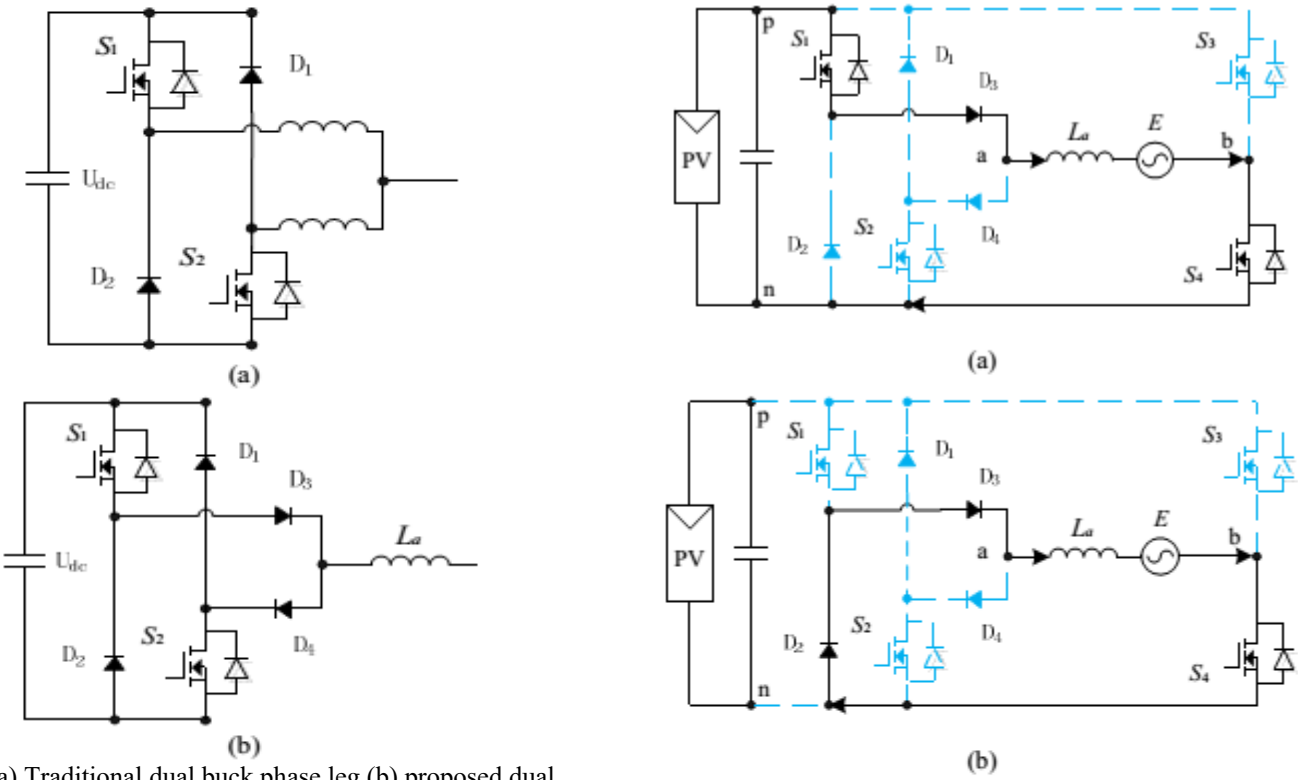 S1
D1
Udc
D2
S2
(a)
S1
D1
D3
Udc
La
D2
S2
D4
(b)
a) Traditional dual buck phase leg (b) proposed dual
p
S1
D1
S3
D3
PV
a
La
E
b
D2
S2
D4
S4
n
(a)
p
S1
D1
S3
D3
PV
a
La
E
b
D2
S2
D4
S4
n
(b)